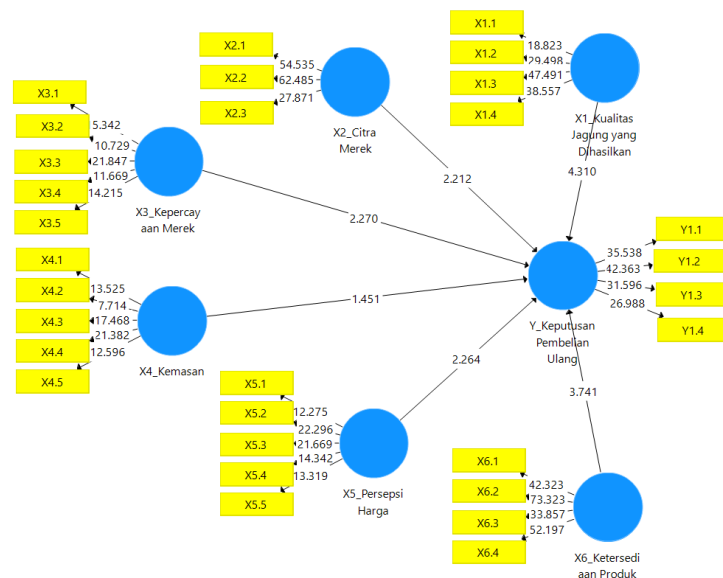 X1.1
X1.2
X1.3
X1.4
18.823
29.498
47.491
38.557
X1_Kualitas
Jagung yang
Dihasilkan
4.310
X2.1
X2.2
X2.3
54.535
62.485
27.871
X2_Citra
Merek
2.212
X3.1
X3.2
X3.3
X3.4
X3.5
5.342
10.729
21.847
11.669
14.215
X3_Kepercay
aan Merek
2.270
X4.1
X4.2
X4.3
X4.4
X4.5
13.525
7.714
17.468
21.382
12.596
X4_Kemasan
1.451
Y1.1
Y1.2
Y1.3
Y1.4
35.538
42.363
31.596
26.988
Y_Keputusan
Pembelian
Ulang
X5.1
X5.2
X5.3
X5.4
X5.5
12.275
22.296
21.669
14.342
13.319
X5_Persepsi
Harga
2.264
X6.1
X6.2
X6.3
X6.4
42.323
73.323
33.857
52.197
X6_Ketersedi
aan Produk
3.741